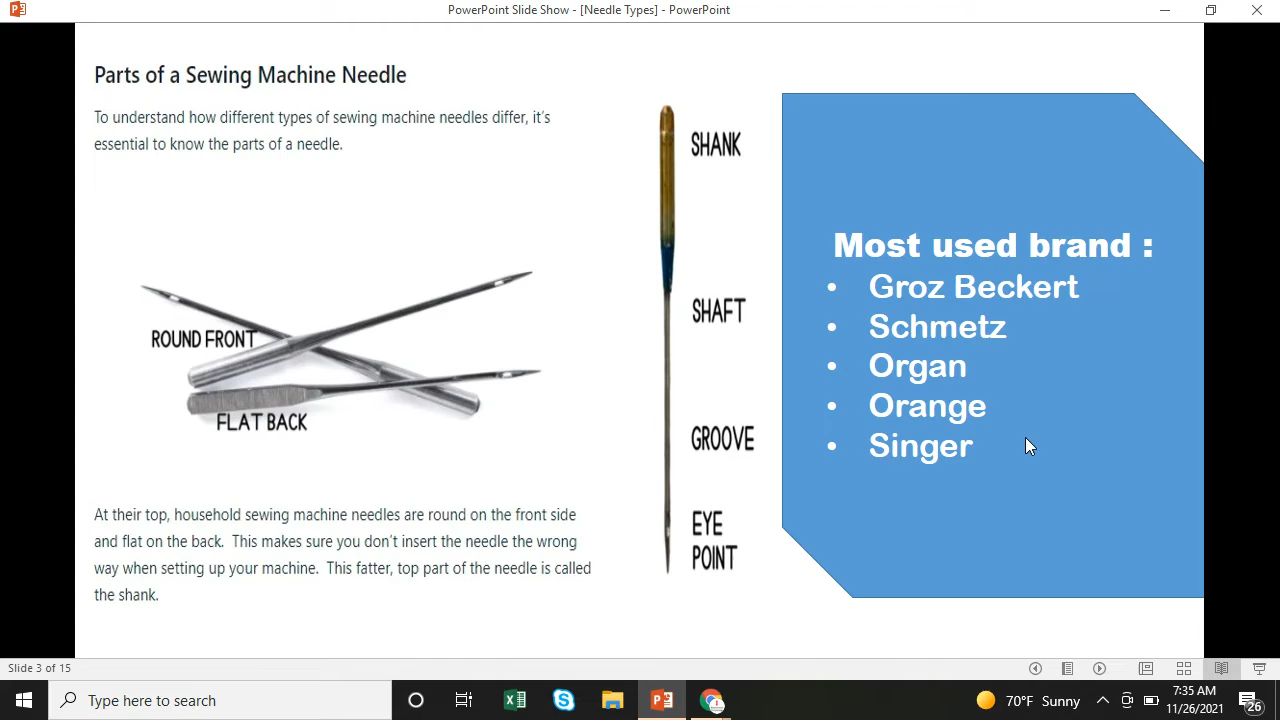 PowerPoint Slide Show - [Needle Types] - PowerPoint
Parts of a Sewing Machine Needle
To understand how different types of sewing machine needles differ, it's
essential to know the parts of a needle.
ROUND FRONT
FLAT BACK
At their top, household sewing machine needles are round on the front side
and flat on the back. This makes sure you don't insert the needle the wrong
way when setting up your machine. This fatter, top part of the needle is called
the shank.
SHANK
SHAFT
GROOVE
EYE
POINT
Most used brand :
• Groz Beckert
• Schmetz
• Organ
• Orange
• Singer
Slide 3 of 15
Type here to search
70°F Sunny
7:35 AM
11/26/2021
26